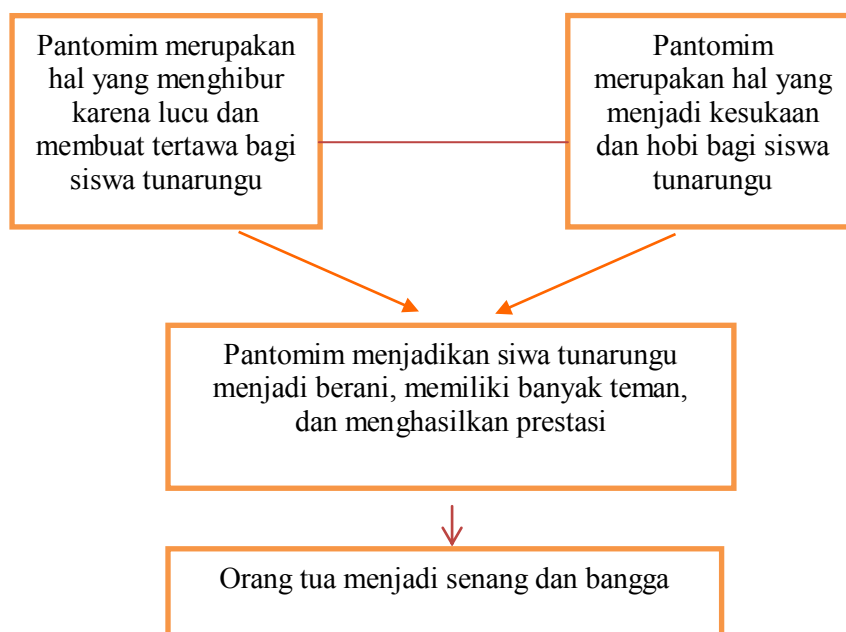 Pantomim merupakan
hal yang menghibur
karena lucu dan
membuat tertawa bagi
siswa tunarungu
Pantomim
merupakan hal yang
menjadi kesukaan
dan hobi bagi siswa
tunarungu
Pantomim menjadikan siwa tunarungu
menjadi berani, memiliki banyak teman,
dan menghasilkan prestasi
Orang tua menjadi senang dan bangga